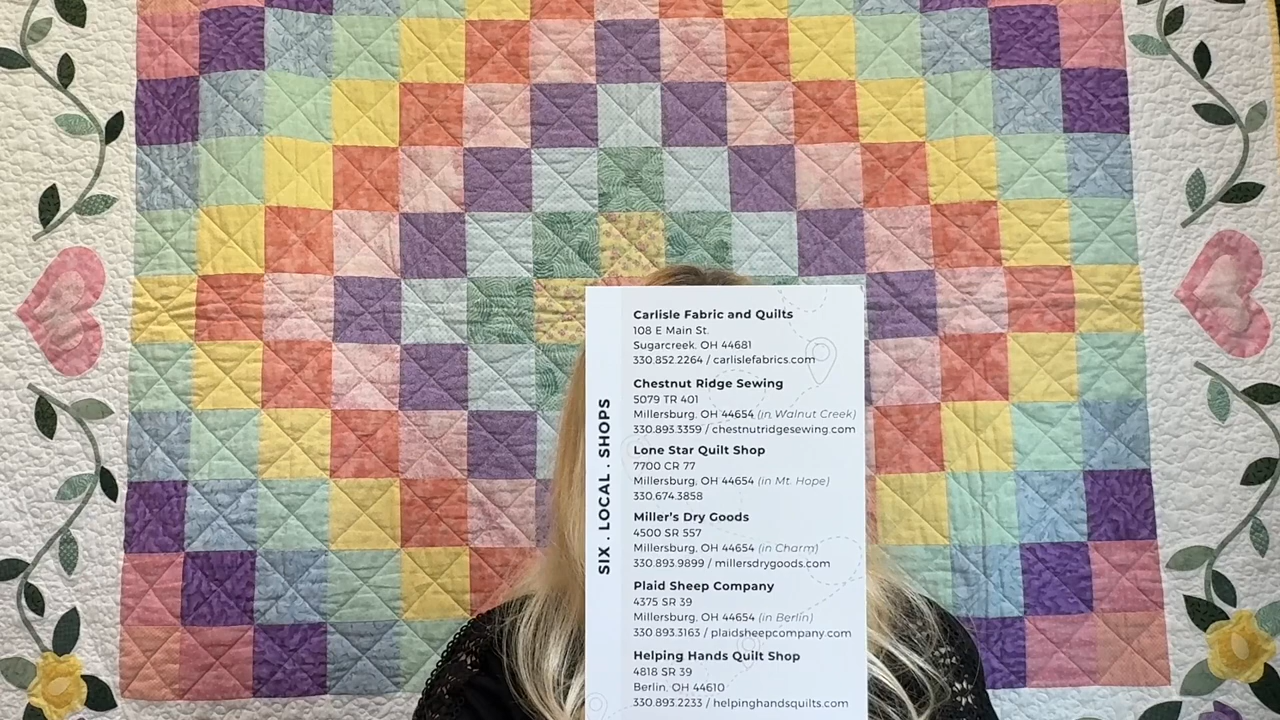 SIX . LOCAL . SHOPS
Carlisle Fabric and Quilts
108 E Main St.
Sugarcreek, OH 44681
330.852.2264 / carlislefabrics.com
Chestnut Ridge Sewing
5079 TR 401
Millersburg, OH 44654 (in Walnut Creek)
330.893.3359 / chestnutridgesewing.com
Lone Star Quilt Shop
7700 CR 77
Millersburg, OH 44654 (in Mt. Hope)
330.674.3858
Miller's Dry Goods
4500 SR 557
Millersburg, OH 44654 (in Charm)
330.893.9899 / millersdrygoods.com
Plaid Sheep Company
4375 SR 39
Millersburg, OH 44654 (in Berlin)
330.893.3163 / plaidsheepcompany.com
Helping Hands Quilt Shop
4818 SR 39
Berlin, OH 44610
330.893.2233 / helpinghandsquilts.com